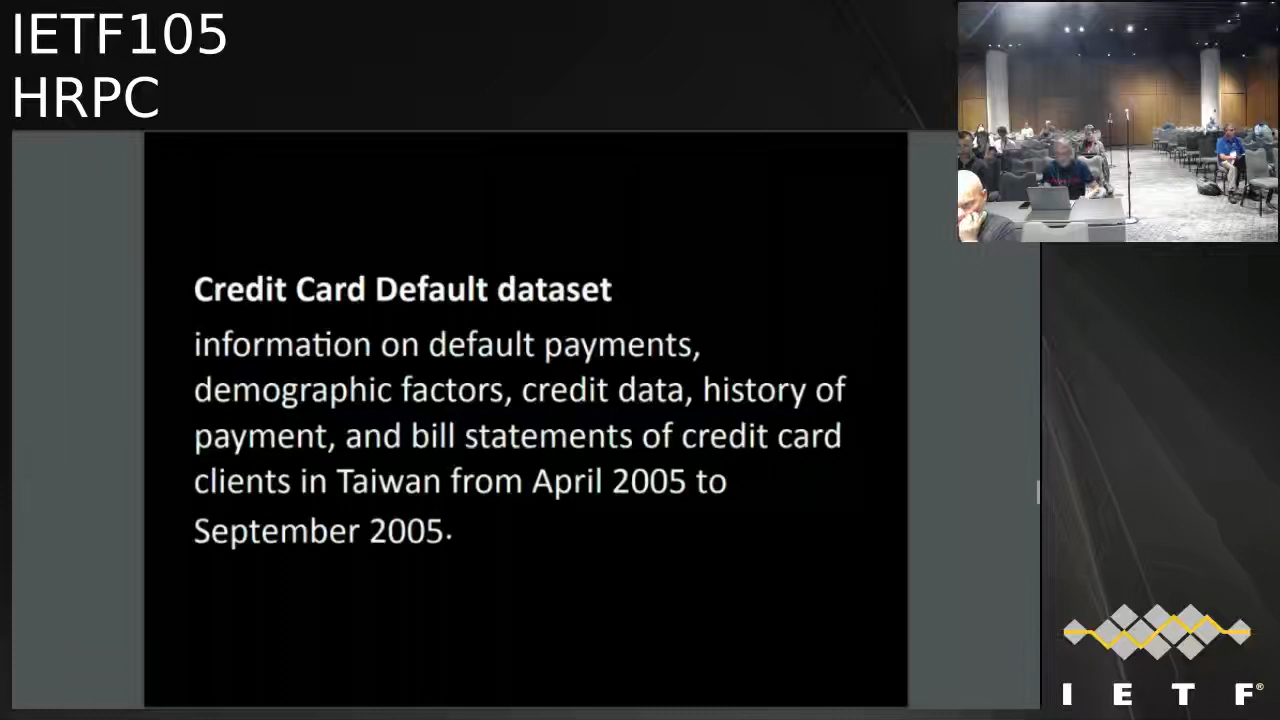 IETF105
HRPC
Credit Card Default dataset
information on default payments,
demographic factors, credit data, history of
payment, and bill statements of credit card
clients in Taiwan from April 2005 to
September 2005.
I E T F®